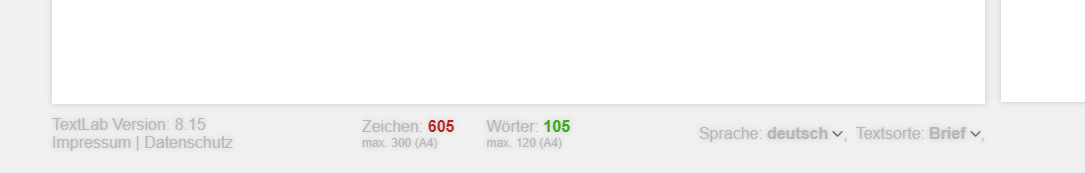 TextLab Version: 8.15
Impressum | Datenschutz
Zeichen: 605
max. 300 (A4)
Wörter: 105
max. 120 (A4)
Sprache: deutsch , Textsorte: Brief ,